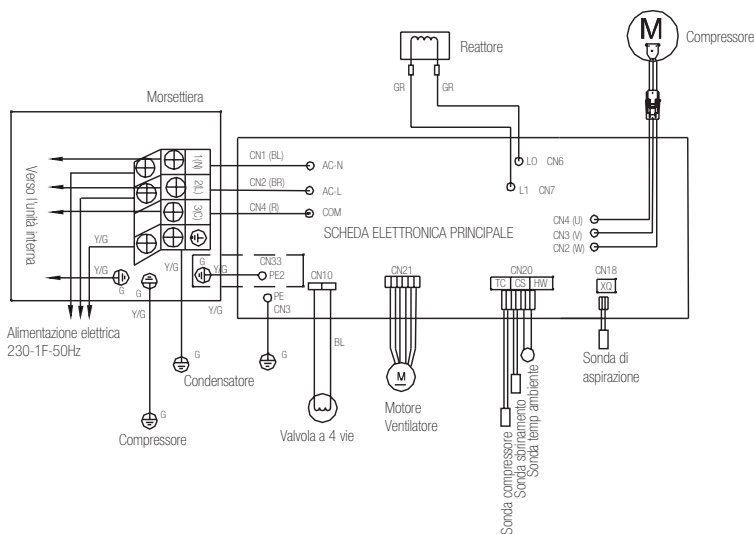 M
Compressore
Reattore
GR
GR
Morsettiera
CN1 (BL)
AC-N
LO CN6
1(N)
Verso l'unità interna
CN2 (BR)
AC-L
L1 CN7
2(L)
CN4 (R)
COM
3(C)
CN4 (U)
CN3 (V)
CN2 (W)
SCHEDA ELETTRONICA PRINCIPALE
Y/G
Y/G
G
Y/G
G
Y/G
CN33
PE2
CN10
CN21
CN20
CN18
TC
CS
HW
XQ
G
Y/G
PE
CN3
Y/G
Alimentazione elettrica
230-1F-50Hz
BL
G
G
Condensatore
M
Sonda di
aspirazione
G
Compressore
Valvola a 4 vie
Motore
Ventilatore
Sonda compressore
Sonda sbrinamento
Sonda temp ambiente